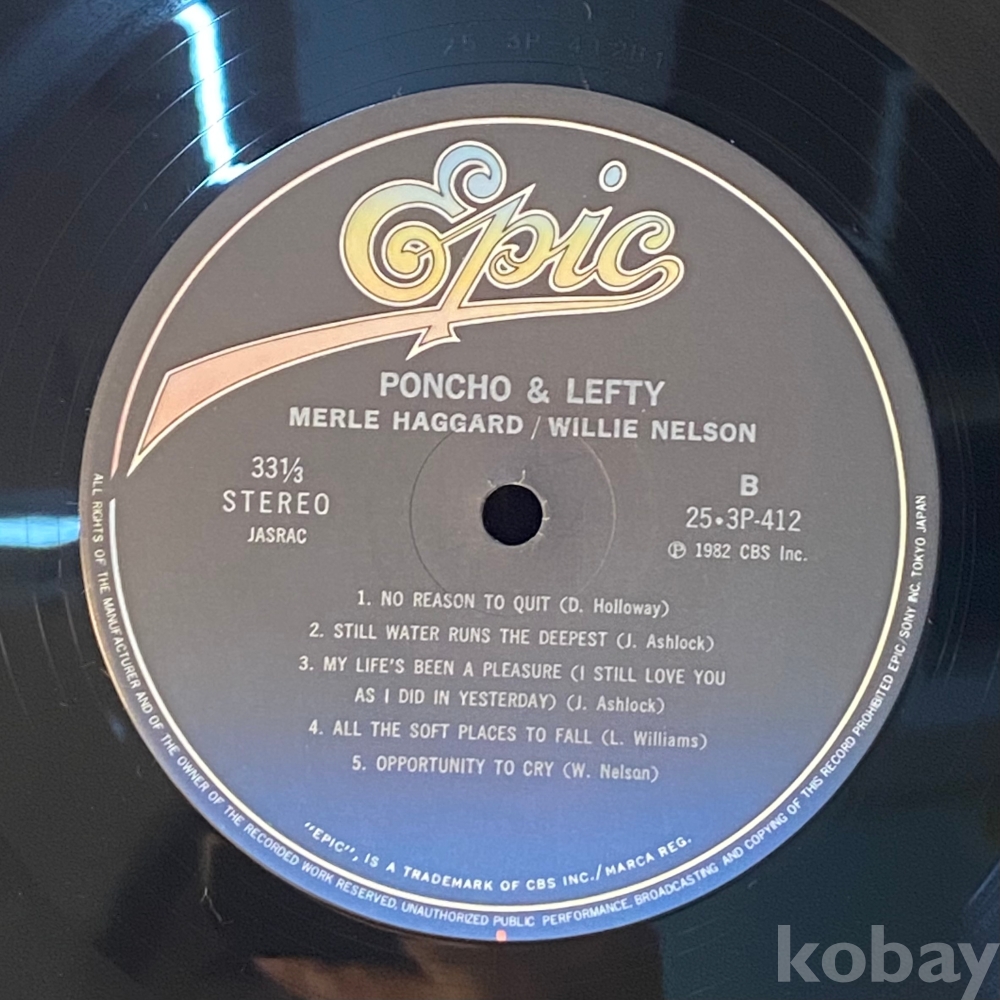 25 3P-412B1
Epic
PONCHO & LEFTY
MERLE HAGGARD / WILLIE NELSON
33⅓
STEREO
JASRAC
B
25•3P-412
Ⓟ 1982 CBS Inc.
1. NO REASON TO QUIT (D. Holloway)
2. STILL WATER RUNS THE DEEPEST (J. Ashlock)
3. MY LIFE'S BEEN A PLEASURE (I STILL LOVE YOU
AS I DID IN YESTERDAY) (J. Ashlock)
4. ALL THE SOFT PLACES TO FALL (L. Williams)
5. OPPORTUNITY TO CRY (W. Nelson)
"EPIC", IS A TRADEMARK OF CBS INC./MARCA REG.
ALL RIGHTS OF THE MANUFACTURER AND OF THE OWNER OF THE RECORDED WORK RESERVED, UNAUTHORIZED PUBLIC PERFORMANCE, BROADCASTING AND COPYING OF THIS RECORD PROHIBITED EPIC/SONY INC. TOKYO JAPAN
kobay